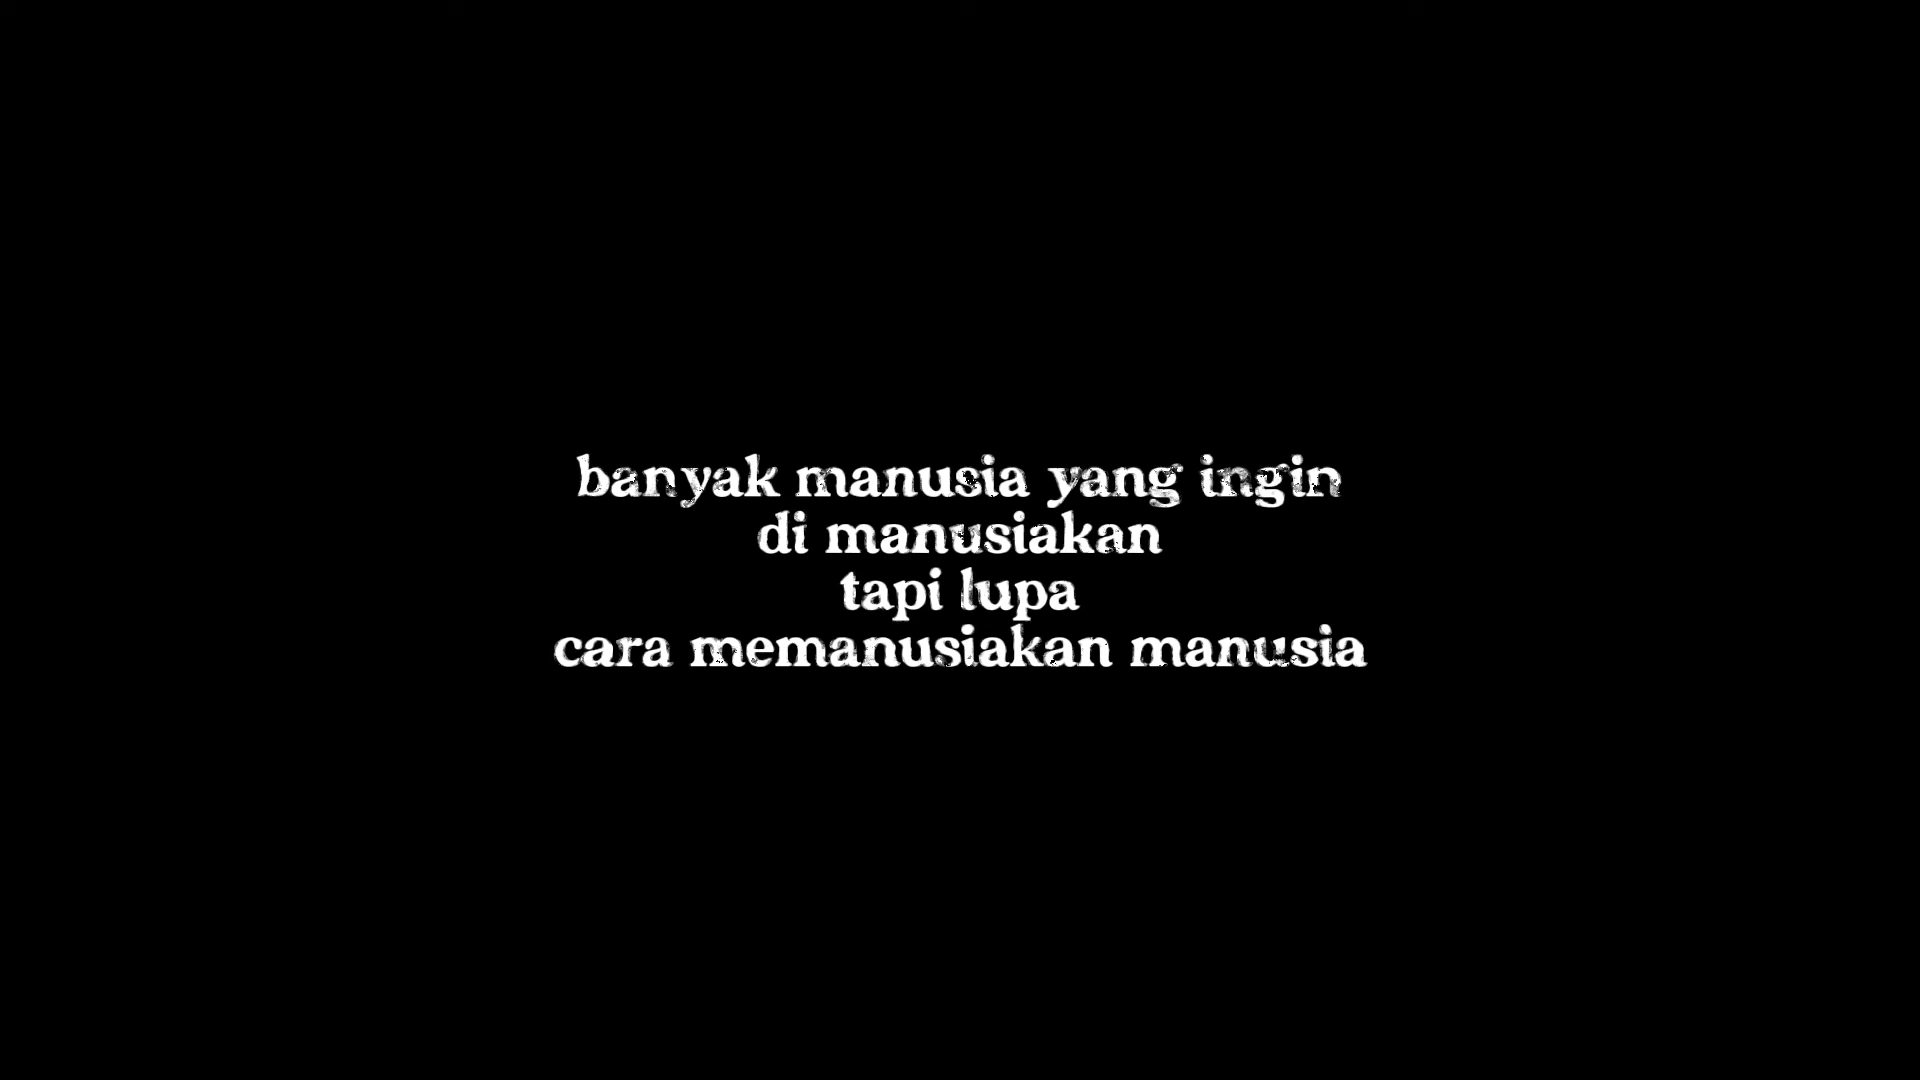 banyak manusia yang ingin
di manusiakan
tapi lupa
cara memanusiakan manusia